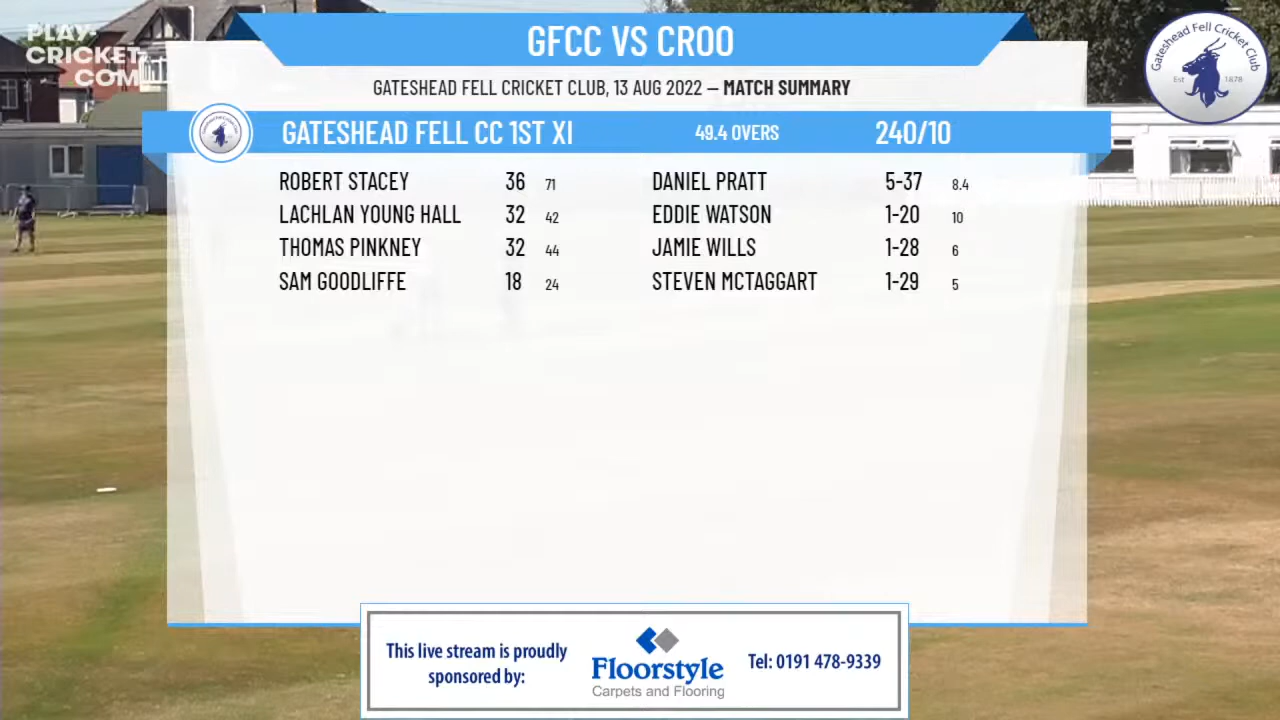 PLAY-
CRICKET
.COM
GFCC VS CROO
GATESHEAD FELL CRICKET CLUB, 13 AUG 2022 – MATCH SUMMARY
Gateshead Fell Cricket Club
Est 1878
GATESHEAD FELL CC 1ST XI 49.4 OVERS 240/10
ROBERT STACEY 36 71 DANIEL PRATT 5-37 8.4
LACHLAN YOUNG HALL 32 42 EDDIE WATSON 1-20 10
THOMAS PINKNEY 32 44 JAMIE WILLS 1-28 6
SAM GOODLIFFE 18 24 STEVEN MCTAGGART 1-29 5
This live stream is proudly
sponsored by:
Floorstyle
Carpets and Flooring
Tel: 0191 478-9339